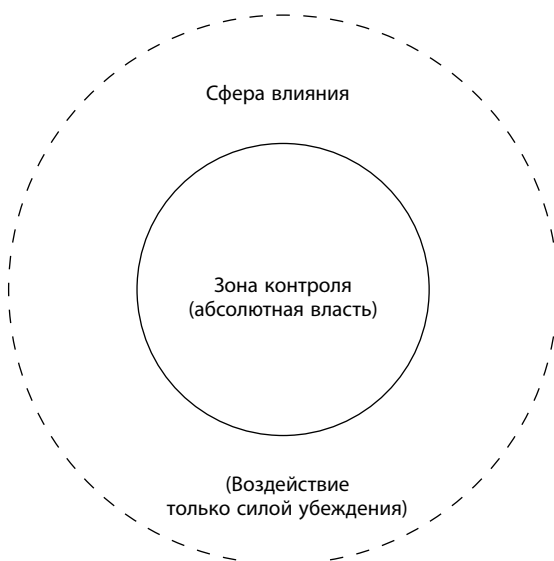 Сфера влияния
Зона контроля
(абсолютная власть)
(Воздействие
только силой убеждения)